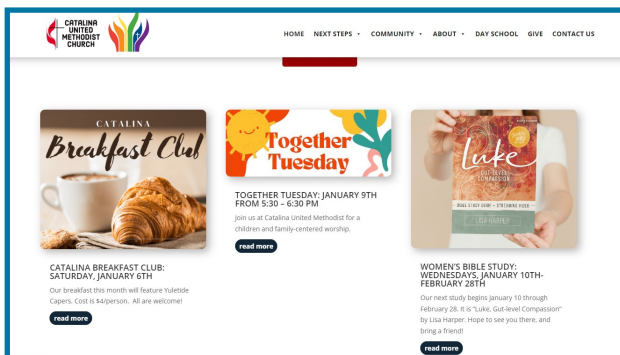 CATALINA
UNITED
METHODIST
CHURCH
HOME NEXT STEPS COMMUNITY ABOUT DAY SCHOOL GIVE CONTACT US
CATALINA
Breakfast Club
CATALINA BREAKFAST CLUB:
SATURDAY, JANUARY 6TH
Our breakfast this month will feature Yuletide
Capers. Cost is $4/person. All are welcome!
read more
Together
Tuesday
TOGETHER TUESDAY: JANUARY 9TH
FROM 5:30 – 6:30 PM
Join us at Catalina United Methodist for a
children and family-centered worship.
read more
Luke
GUT-LEVEL
COMPASSION
BIBLE STUDY GUIDE + STREAMING VIDEO
LISA HARPER
WOMEN'S BIBLE STUDY:
WEDNESDAYS, JANUARY 10TH-
FEBRUARY 28TH
Our next study begins January 10 through
February 28. It is “Luke, Gut-level Compassion”
by Lisa Harper. Hope to see you there, and
bring a friend!
read more